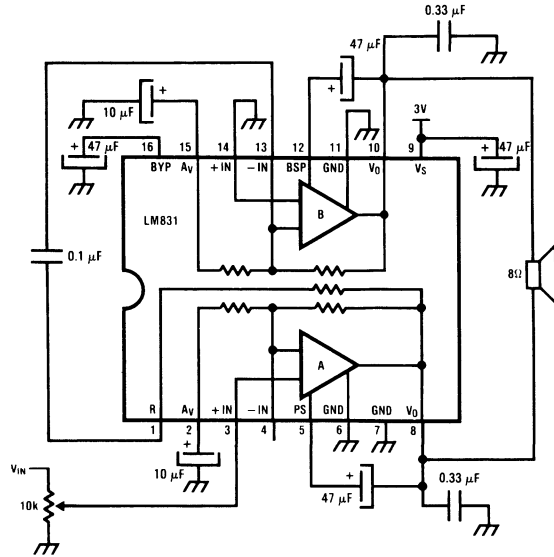 0.33 µF
47 µF
+
10 µF
+
3V
47 µF
+
16 15 14 13 12 11 10 9
BYP AV + IN - IN BSP GND VO VS
47 µF
+
LM831
B
0.1 µF
8Ω
A
R AV + IN - IN PS GND GND VO
1 2 3 4 5 6 7 8
+
10 µF
+
47 µF
0.33 µF
VIN
10k